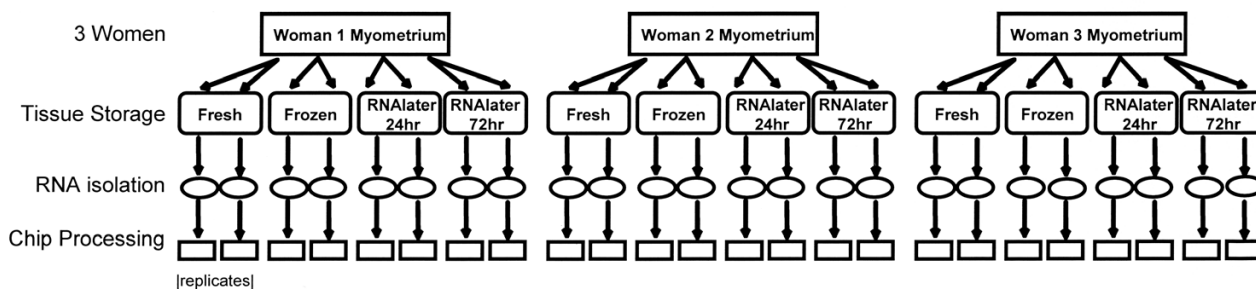 3 Women
Woman 1 Myometrium
Woman 2 Myometrium
Woman 3 Myometrium
Tissue Storage
Fresh
Frozen
RNAlater
24hr
RNAlater
72hr
Fresh
Frozen
RNAlater
24hr
RNAlater
72hr
Fresh
Frozen
RNAlater
24hr
RNAlater
72hr
RNA isolation
Chip Processing
|replicates|